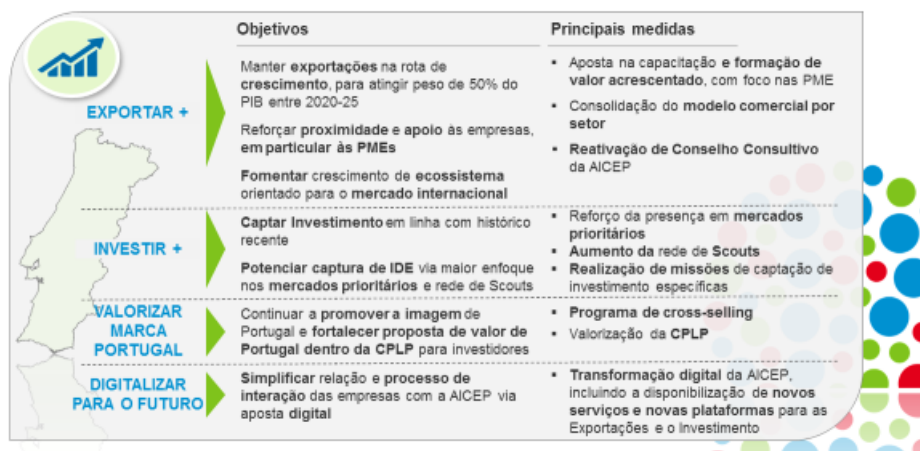 Objetivos
Principais medidas
EXPORTAR +
Manter exportações na rota de
crescimento, para atingir peso de 50% do
PIB entre 2020-25
Reforçar proximidade e apoio às empresas,
em particular às PMEs
Fomentar crescimento de ecossistema
orientado para o mercado internacional
▪ Aposta na capacitação e formação de
valor acrescentado, com foco nas PME
▪ Consolidação do modelo comercial por
setor
▪ Reativação de Conselho Consultivo
da AICEP
INVESTIR +
Captar Investimento em linha com histórico
recente
Potenciar captura de IDE via maior enfoque
nos mercados prioritários e rede de Scouts
▪ Reforço da presença em mercados
prioritários
▪ Aumento da rede de Scouts
▪ Realização de missões de captação de
investimento específicas
VALORIZAR
MARCA
PORTUGAL
Continuar a promover a imagem de
Portugal e fortalecer proposta de valor de
Portugal dentro da CPLP para investidores
▪ Programa de cross-selling
▪ Valorização da CPLP
DIGITALIZAR
PARA O FUTURO
Simplificar relação e processo de
interação das empresas com a AICEP via
aposta digital
▪ Transformação digital da AICEP,
incluindo a disponibilização de novos
serviços e novas plataformas para as
Exportações e o Investimento